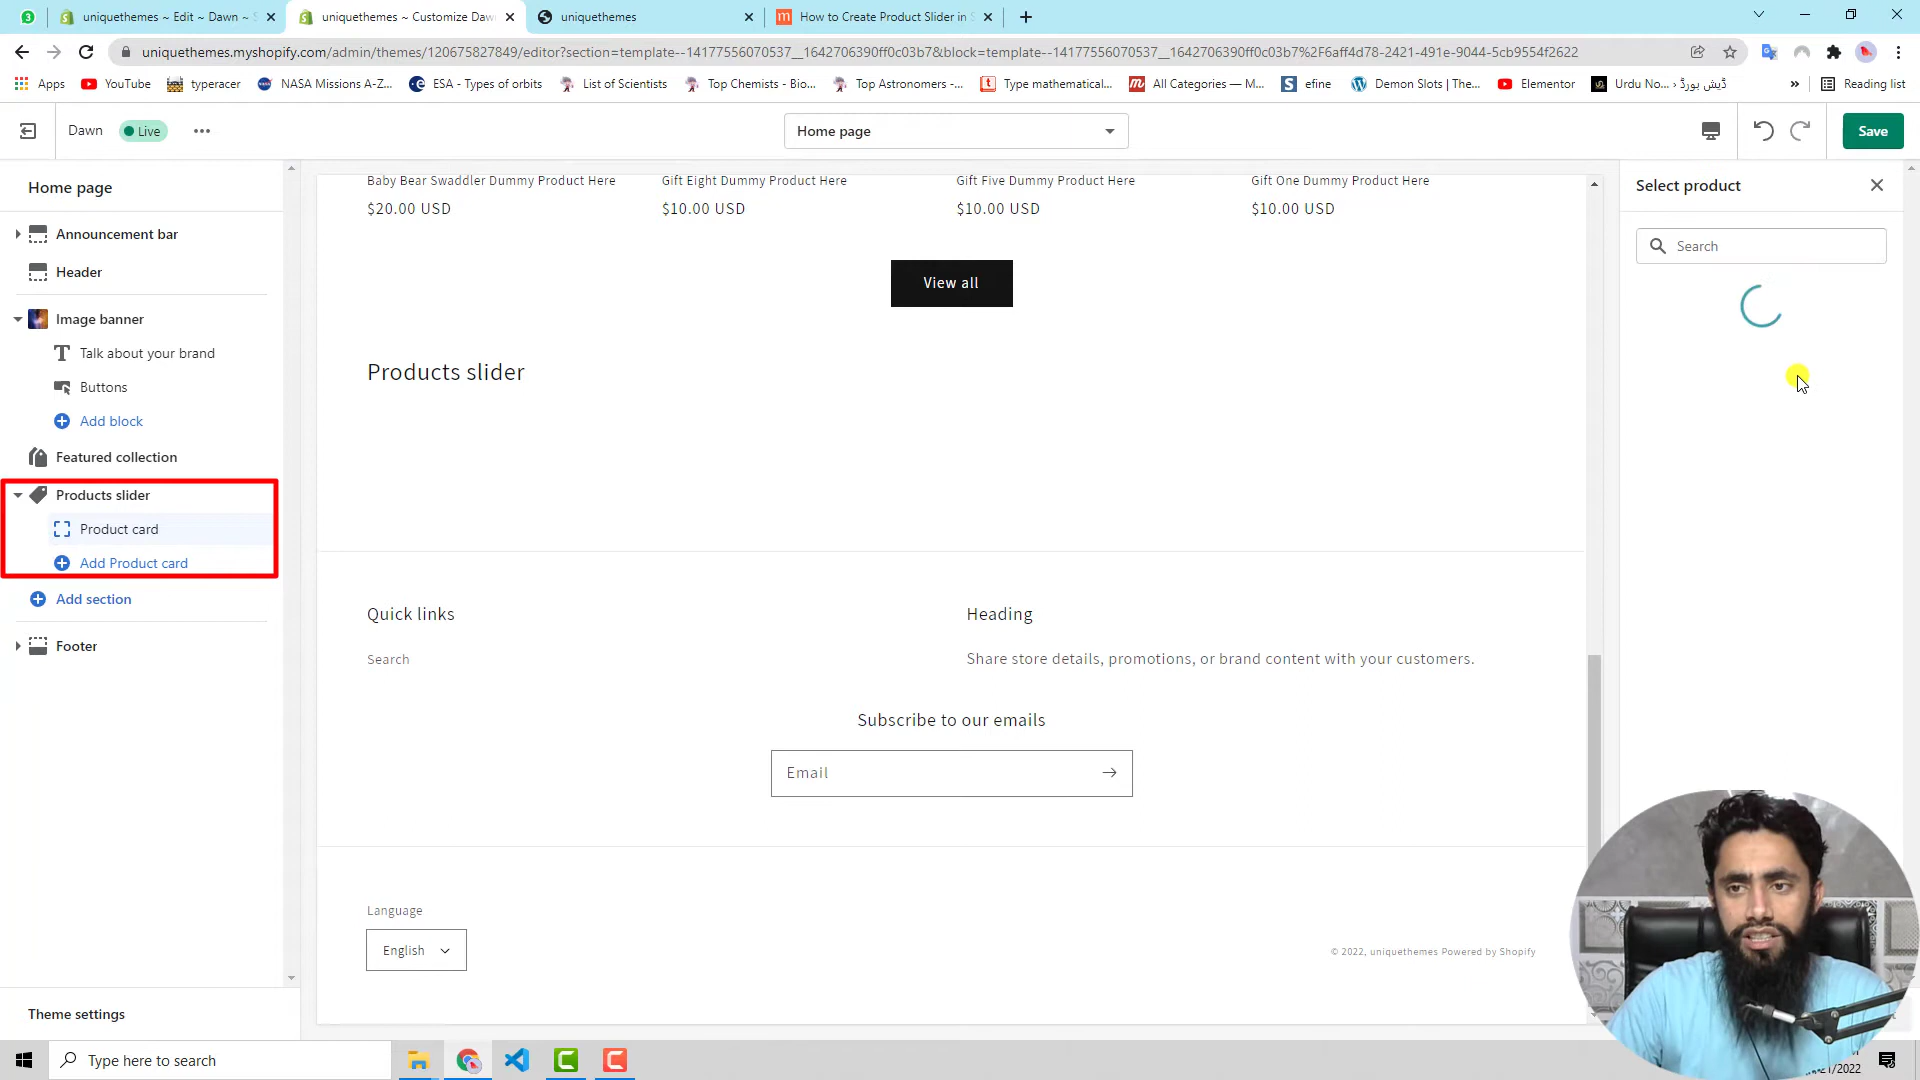 uniquethemes ~ Edit ~ Dawn ~
uniquethemes ~ Customize Daw
uniquethemes
How to Create Product Slider in
uniquethemes.myshopify.com/admin/themes/120675827849/editor?section=template--14177556070537__1642706390ff0c03b7&block=template--14177556070537__1642706390ff0c03b7%2F6aff4d78-2421-491e-9044-5cb9554f2622
Apps
YouTube
typeracer
NASA Missions A-Z...
ESA - Types of orbits
List of Scientists
Top Chemists - Bio...
Top Astronomers -...
Type mathematical...
All Categories — M...
efine
Demon Slots | The...
Elementor
Urdu No... › ڈیش بورڈ
»
Reading list
Dawn
Live
Home page
Save
Home page
Announcement bar
Header
Image banner
Talk about your brand
Buttons
Add block
Featured collection
Products slider
Product card
Add Product card
Add section
Footer
Theme settings
Baby Bear Swaddler Dummy Product Here
$20.00 USD
Gift Eight Dummy Product Here
$10.00 USD
Gift Five Dummy Product Here
$10.00 USD
Gift One Dummy Product Here
$10.00 USD
View all
Products slider
Quick links
Search
Heading
Share store details, promotions, or brand content with your customers.
Subscribe to our emails
Email
Language
English
© 2022, uniquethemes Powered by Shopify
Select product
Search
Type here to search